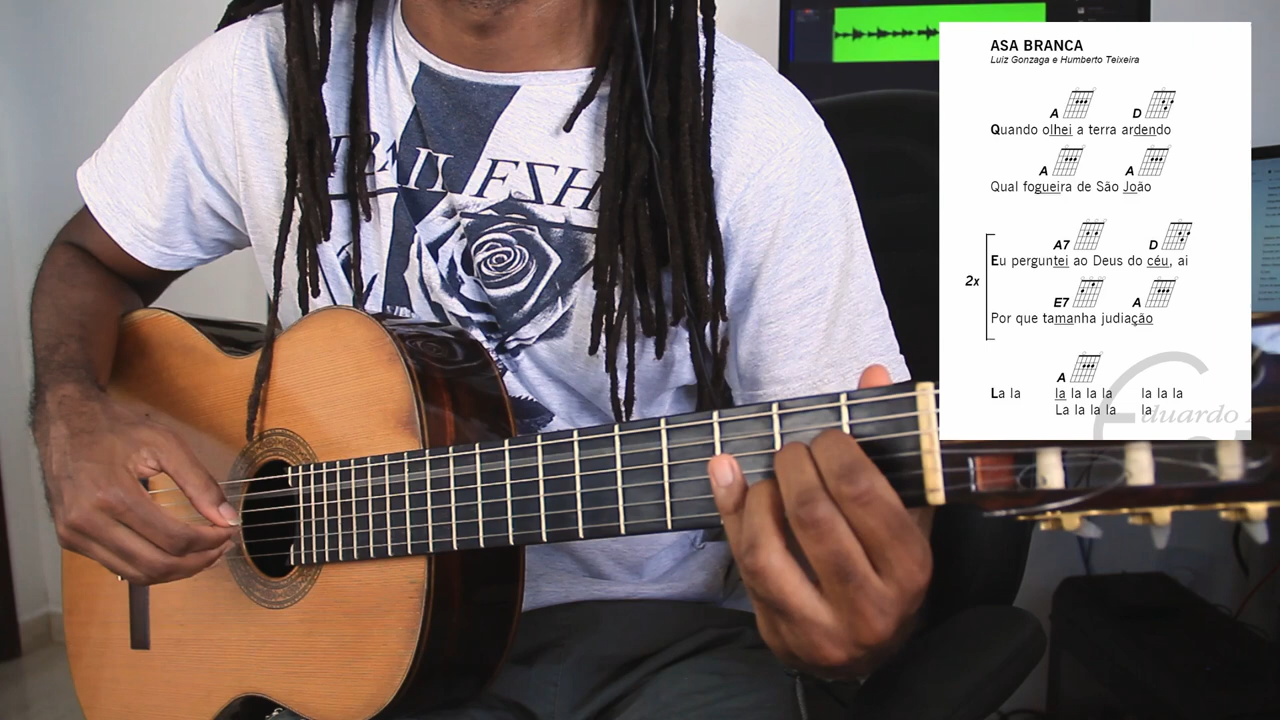 ASA BRANCA
Luiz Gonzaga e Humberto Teixeira
A D
Quando olhei a terra ardendo
A A
Qual fogueira de São João
A7 D
Eu perguntei ao Deus do céu, ai
2x
E7 A
Por que tamanha judiação
A
La la la la la la la la la
La la la la la